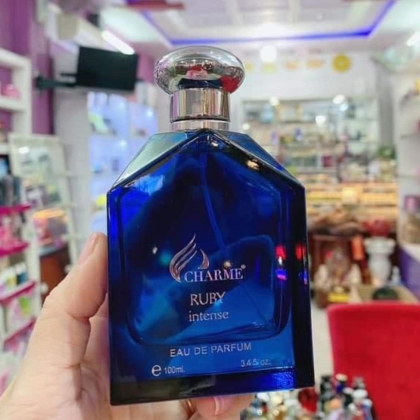 CHARME®
RUBY
intense
EAU DE PARFUM
e 100ml. 3.4 fl.oz.